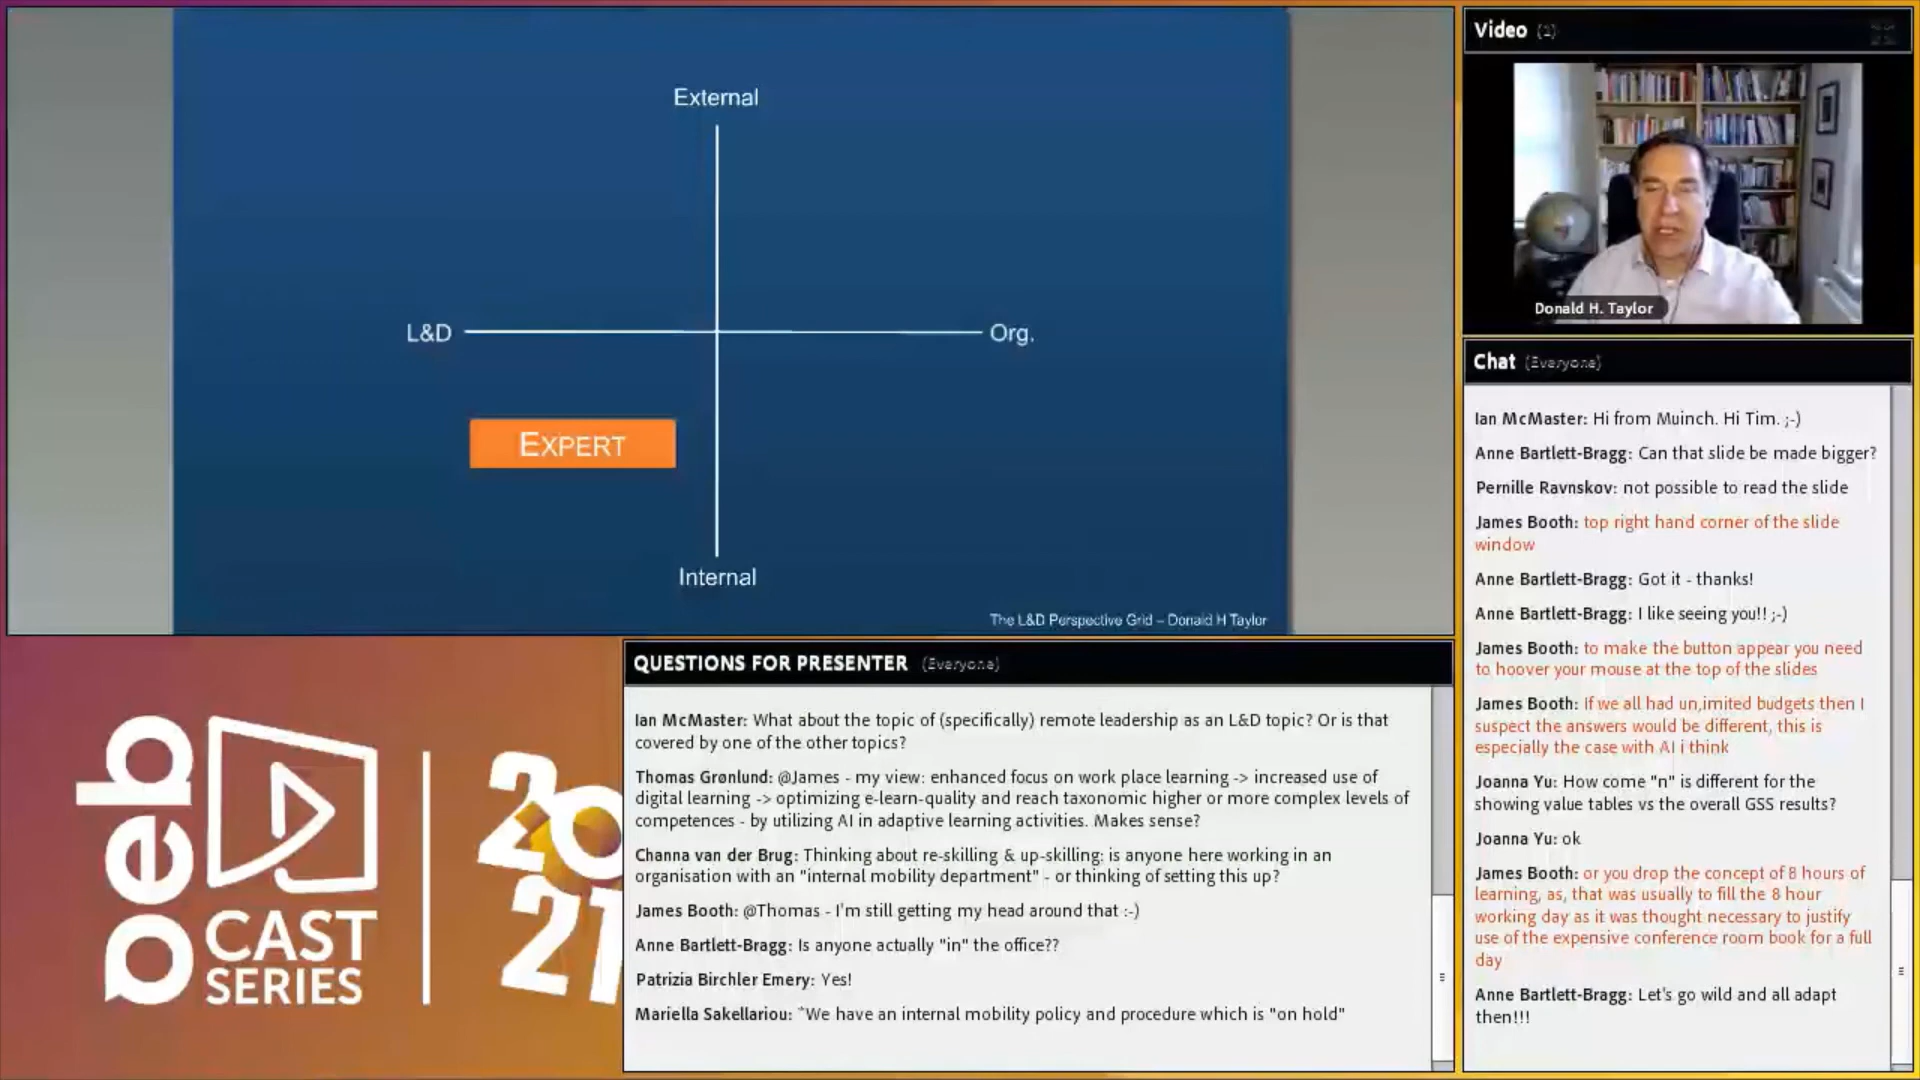 External
L&D
Org.
EXPERT
Internal
The L&D Perspective Grid – Donald H Taylor
Video (1)
Donald H. Taylor
Chat (Everyone)
Ian McMaster: Hi from Muinch. Hi Tim. ;-)
Anne Bartlett-Bragg: Can that slide be made bigger?
Pernille Ravnskov: not possible to read the slide
James Booth: top right hand corner of the slide
window
Anne Bartlett-Bragg: Got it - thanks!
Anne Bartlett-Bragg: I like seeing you!! ;-)
James Booth: to make the button appear you need
to hoover your mouse at the top of the slides
James Booth: If we all had un,imited budgets then I
suspect the answers would be different, this is
especially the case with AI i think
Joanna Yu: How come "n" is different for the
showing value tables vs the overall GSS results?
Joanna Yu: ok
James Booth: or you drop the concept of 8 hours of
learning, as, that was usually to fill the 8 hour
working day as it was thought necessary to justify
use of the expensive conference room book for a full
day
Anne Bartlett-Bragg: Let's go wild and all adapt
then!!!
QUESTIONS FOR PRESENTER (Everyone)
Ian McMaster: What about the topic of (specifically) remote leadership as an L&D topic? Or is that
covered by one of the other topics?
Thomas Grønlund: @James - my view: enhanced focus on work place learning -> increased use of
digital learning -> optimizing e-learn-quality and reach taxonomic higher or more complex levels of
competences - by utilizing AI in adaptive learning activities. Makes sense?
Channa van der Brug: Thinking about re-skilling & up-skilling: is anyone here working in an
organisation with an "internal mobility department" - or thinking of setting this up?
James Booth: @Thomas - I'm still getting my head around that :-)
Anne Bartlett-Bragg: Is anyone actually "in" the office??
Patrizia Birchler Emery: Yes!
Mariella Sakellariou: "We have an internal mobility policy and procedure which is "on hold"
oeb
CAST
SERIES
20
21